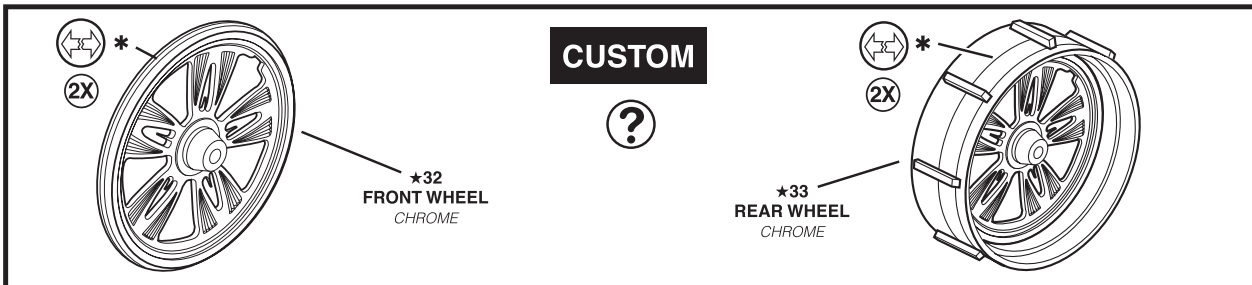 *
2X
★32
FRONT WHEEL
CHROME
CUSTOM
?
*
2X
★33
REAR WHEEL
CHROME